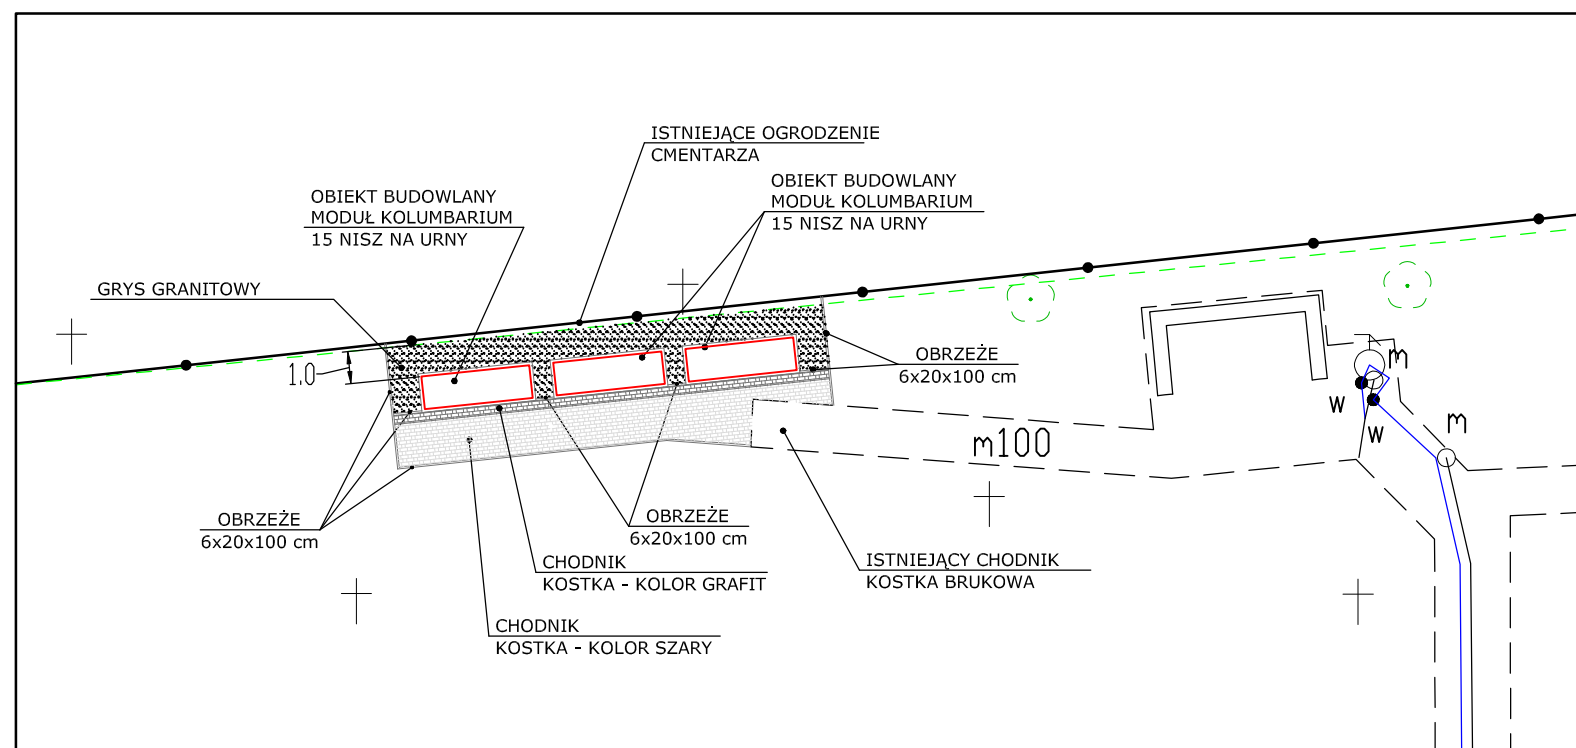 ISTNIEJĄCE OGRODZENIE
CMENTARZA
OBIEKT BUDOWLANY
MODUŁ KOLUMBARIUM
15 NISZ NA URNY
OBIEKT BUDOWLANY
MODUŁ KOLUMBARIUM
15 NISZ NA URNY
GRYS GRANITOWY
1.0
OBRZEŻE
6x20x100 cm
m
w
w
m
m100
OBRZEŻE
6x20x100 cm
OBRZEŻE
6x20x100 cm
CHODNIK
KOSTKA - KOLOR GRAFIT
ISTNIEJĄCY CHODNIK
KOSTKA BRUKOWA
CHODNIK
KOSTKA - KOLOR SZARY